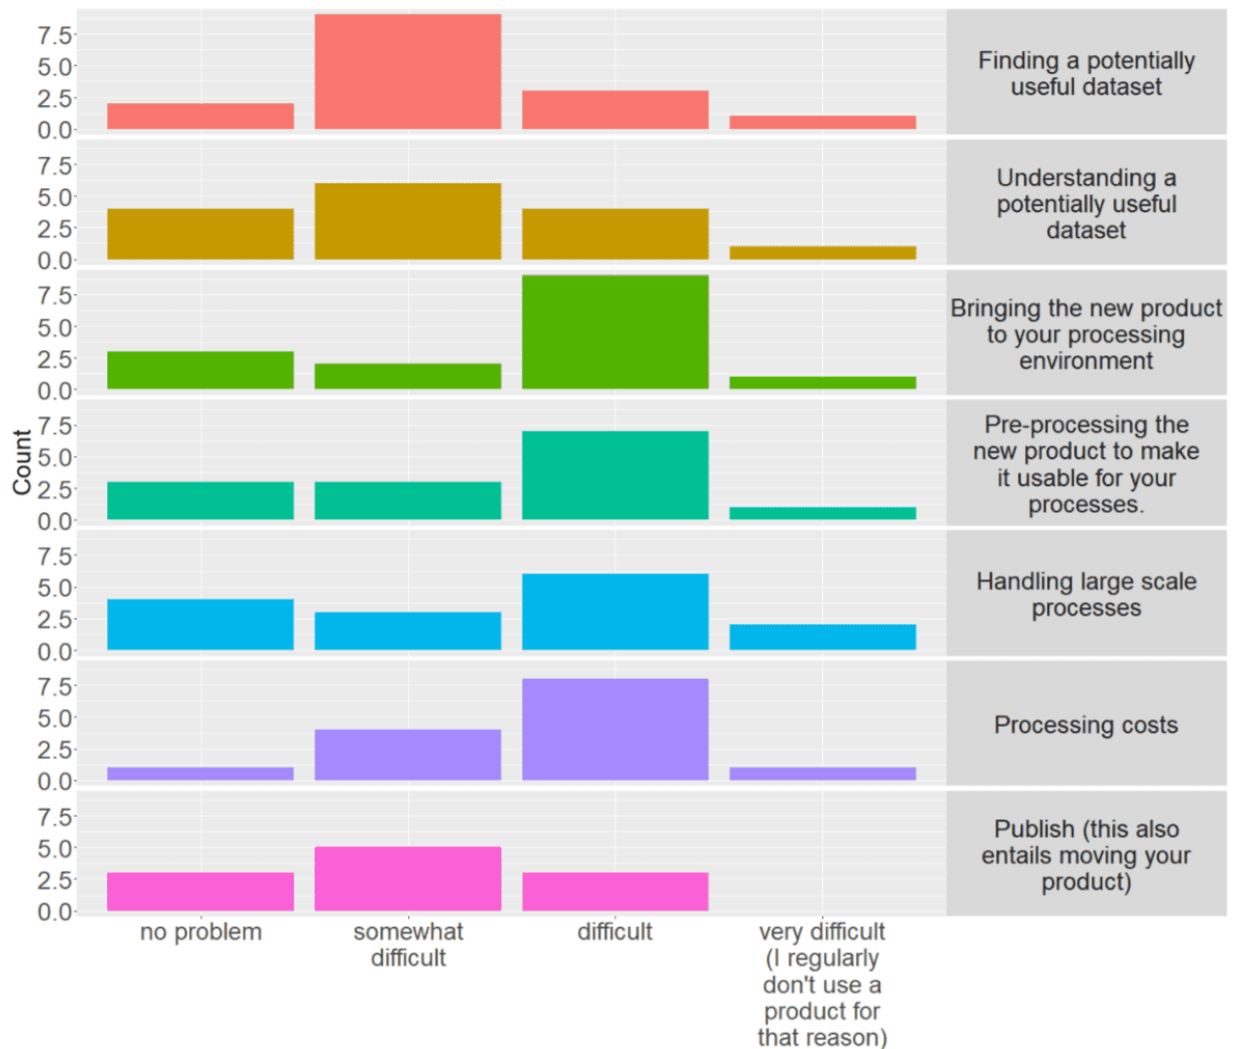 7.5
5.0
2.5
0.0
Finding a potentially
useful dataset
7.5
5.0
2.5
0.0
Understanding a
potentially useful
dataset
7.5
5.0
2.5
0.0
Bringing the new product
to your processing
environment
Count
7.5
5.0
2.5
0.0
Pre-processing the
new product to make
it usable for your
processes.
7.5
5.0
2.5
0.0
Handling large scale
processes
7.5
5.0
2.5
0.0
Processing costs
7.5
5.0
2.5
0.0
Publish (this also
entails moving your
product)
no problem
somewhat
difficult
difficult
very difficult
(I regularly
don't use a
product for
that reason)